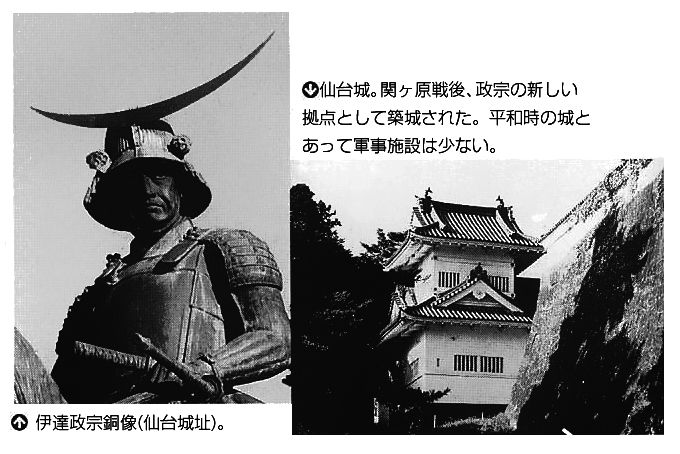 仙台城。関ヶ原戦後、政宗の新しい
拠点として築城された。平和時の城と
あって軍事施設は少ない。
伊達政宗銅像(仙台城址)。